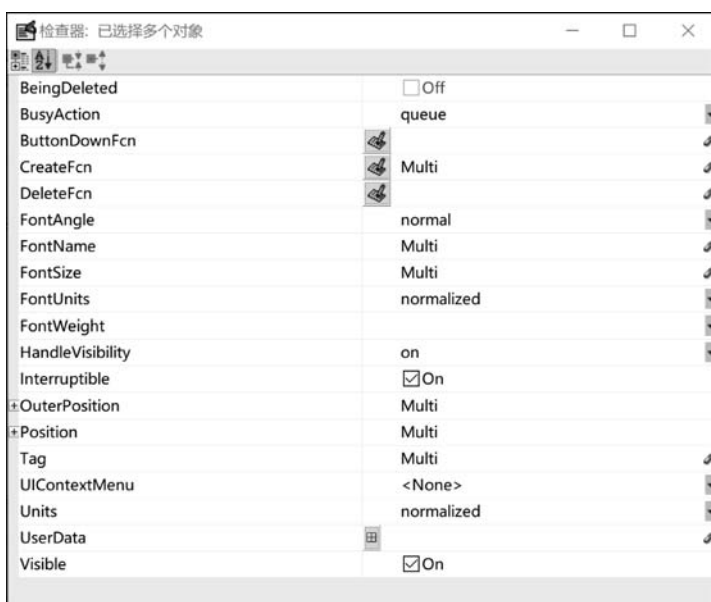 检查器: 已选择多个对象
BeingDeleted Off
BusyAction queue
ButtonDownFcn
CreateFcn Multi
DeleteFcn
FontAngle normal
FontName Multi
FontSize Multi
FontUnits normalized
FontWeight
HandleVisibility on
Interruptible On
OuterPosition Multi
Position Multi
Tag Multi
UIContextMenu <None>
Units normalized
UserData
Visible On